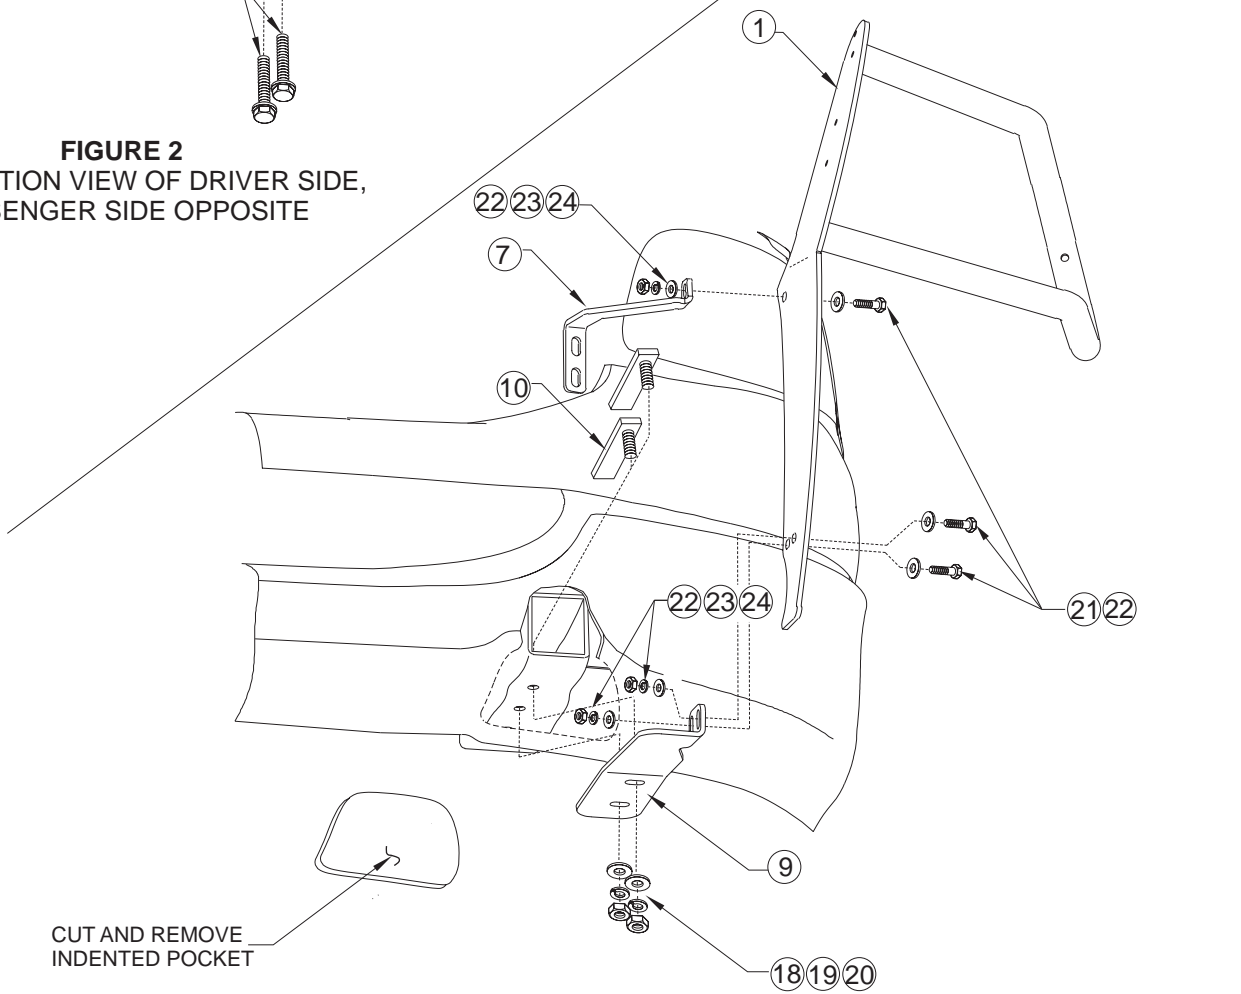 FIGURE 2
TION VIEW OF DRIVER SIDE,
ENGER SIDE OPPOSITE
1
22 23 24
7
10
22 23 24
21 22
9
18 19 20
CUT AND REMOVE
INDENTED POCKET